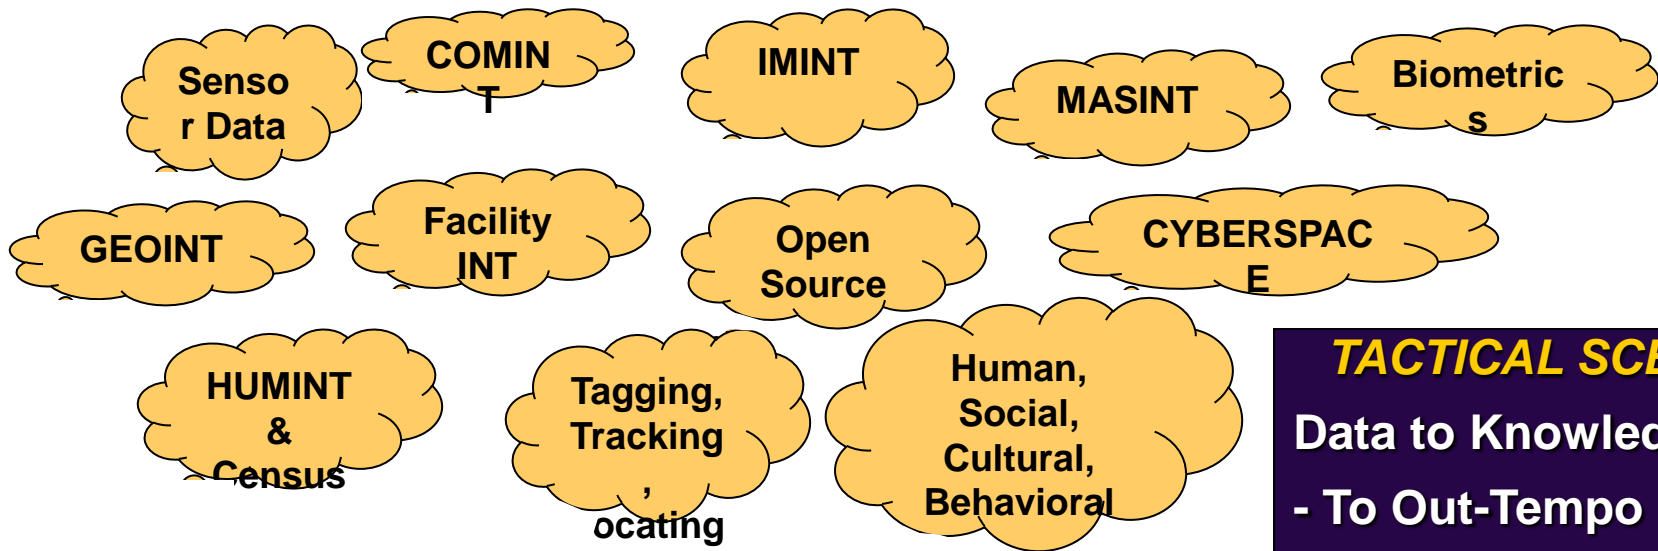 Senso
r Data
COMIN
T
IMINT
MASINT
Biometric
s
GEOINT
Facility
INT
Open
Source
CYBERSPAC
E
HUMINT
&
Census
Tagging,
Tracking
,
ocating
Human,
Social,
Cultural,
Behavioral
TACTICAL SCE
Data to Knowled
- To Out-Tempo